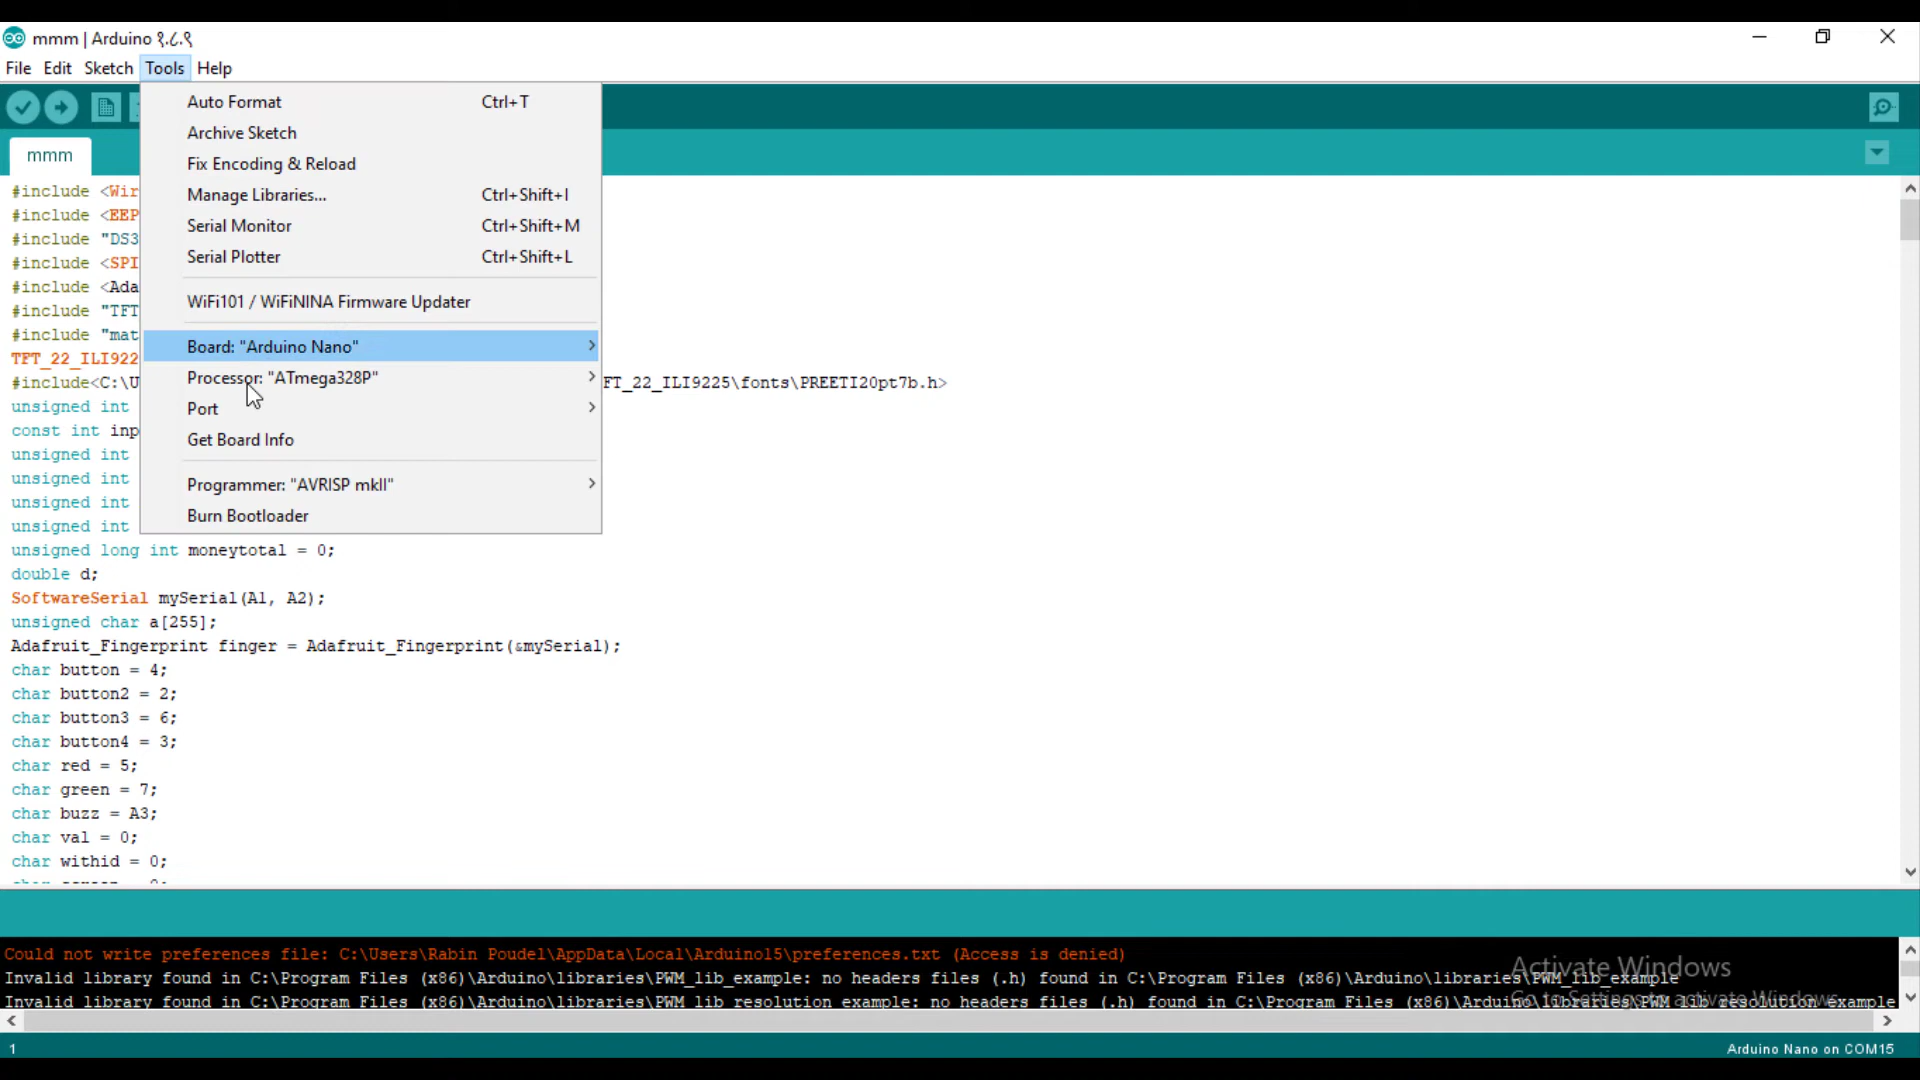 mmm | Arduino १.८.९
File Edit Sketch Tools Help
Auto Format Ctrl+T
Archive Sketch
Fix Encoding & Reload
Manage Libraries... Ctrl+Shift+I
Serial Monitor Ctrl+Shift+M
Serial Plotter Ctrl+Shift+L
WiFi101 / WiFiNINA Firmware Updater
Board: "Arduino Nano"
Processor: "ATmega328P"
Port
Get Board Info
Programmer: "AVRISP mkII"
Burn Bootloader
mmm
#include <Wir
#include <EEP
#include "DS3
#include <SPI
#include <Ada
#include "TFT
#include "mat
TFT_22_ILI922
#include<C:\U FT_22_ILI9225\fonts\PREETI20pt7b.h>
unsigned int
const int inp
unsigned int
unsigned int
unsigned int
unsigned int
unsigned long int moneytotal = 0;
double d;
SoftwareSerial mySerial(A1, A2);
unsigned char a[255];
Adafruit_Fingerprint finger = Adafruit_Fingerprint(&mySerial);
char button = 4;
char button2 = 2;
char button3 = 6;
char button4 = 3;
char red = 5;
char green = 7;
char buzz = A3;
char val = 0;
char withid = 0;
Could not write preferences file: C:\Users\Rabin Poudel\AppData\Local\Arduino15\preferences.txt (Access is denied)
Invalid library found in C:\Program Files (x86)\Arduino\libraries\PWM_lib_example: no headers files (.h) found in C:\Program Files (x86)\Arduino\libraries\PWM_lib_example
Invalid library found in C:\Program Files (x86)\Arduino\libraries\PWM_lib_resolution_example: no headers files (.h) found in C:\Program Files (x86)\Arduino\libraries\PWM_lib_resolution_example
Activate Windows
Go to Settings to activate Windows.
1
Arduino Nano on COM15